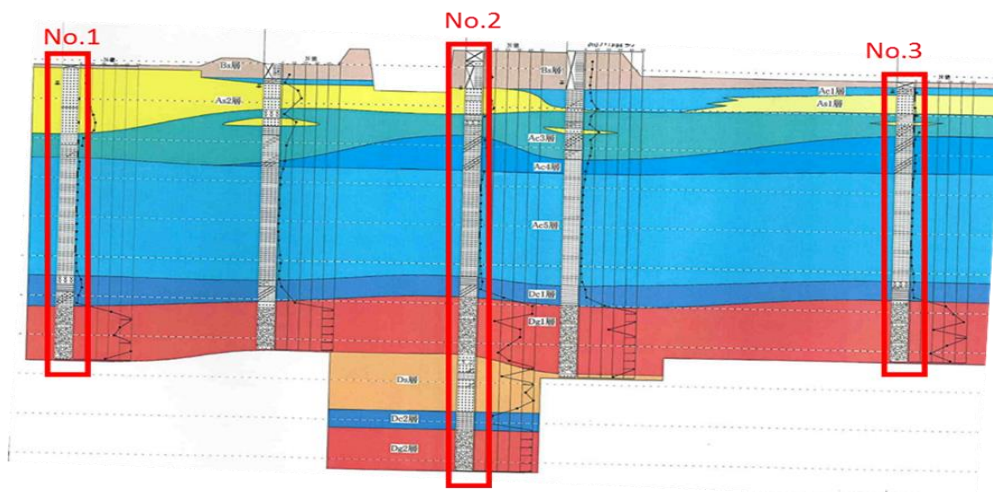 No.1
No.2
No.3
Bs層
Bs層
As2層
Ac1層
As1層
Ac3層
Ac4層
Ac5層
Dc1層
Dg1層
Ds層
Dc2層
Dg2層